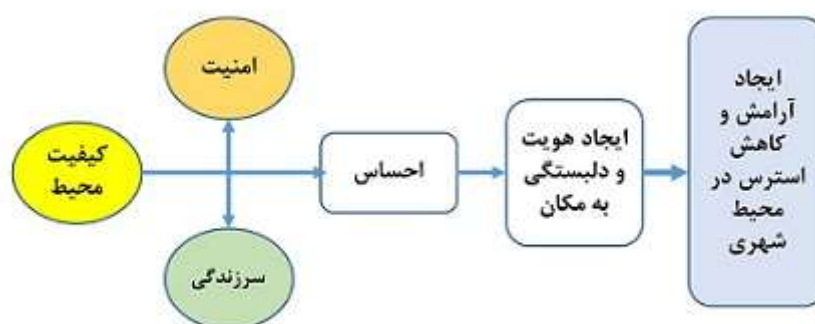 امنیت
کیفیت
محیط
سرزندگی
احساس
ایجاد هویت
و دلبستگی
به مکان
ایجاد
آرامش و
کاهش
استرس در
محیط
شهری